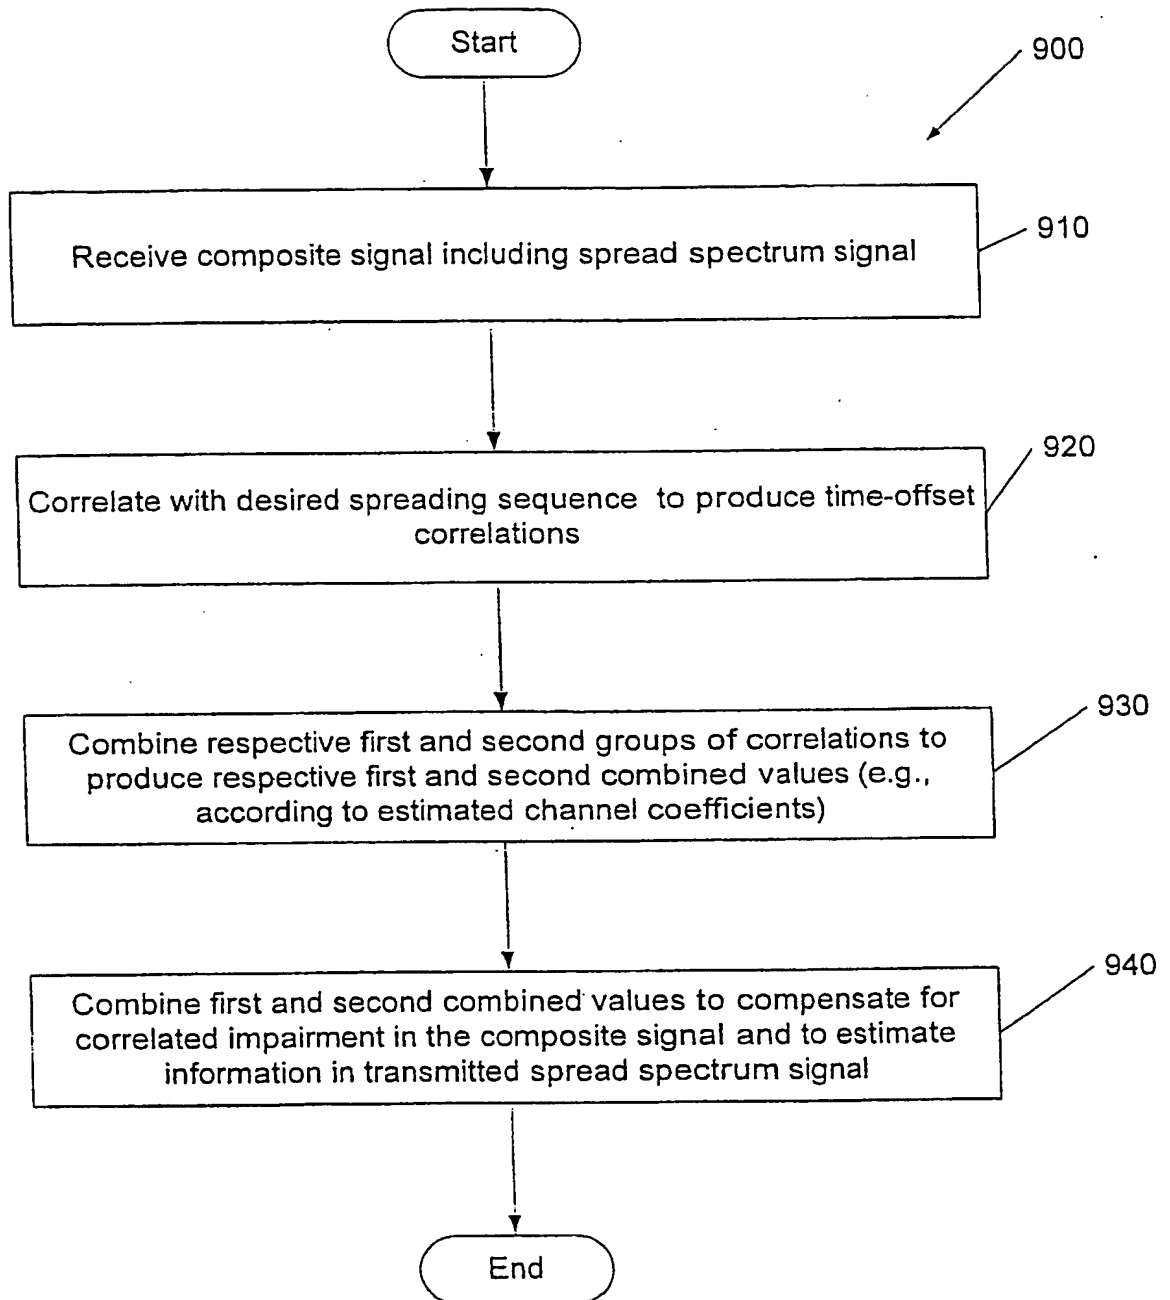 Start
900
Receive composite signal including spread spectrum signal
910
Correlate with desired spreading sequence to produce time-offset
correlations
920
Combine respective first and second groups of correlations to
produce respective first and second combined values (e.g.,
according to estimated channel coefficients)
930
Combine first and second combined values to compensate for
correlated impairment in the composite signal and to estimate
information in transmitted spread spectrum signal
940
End